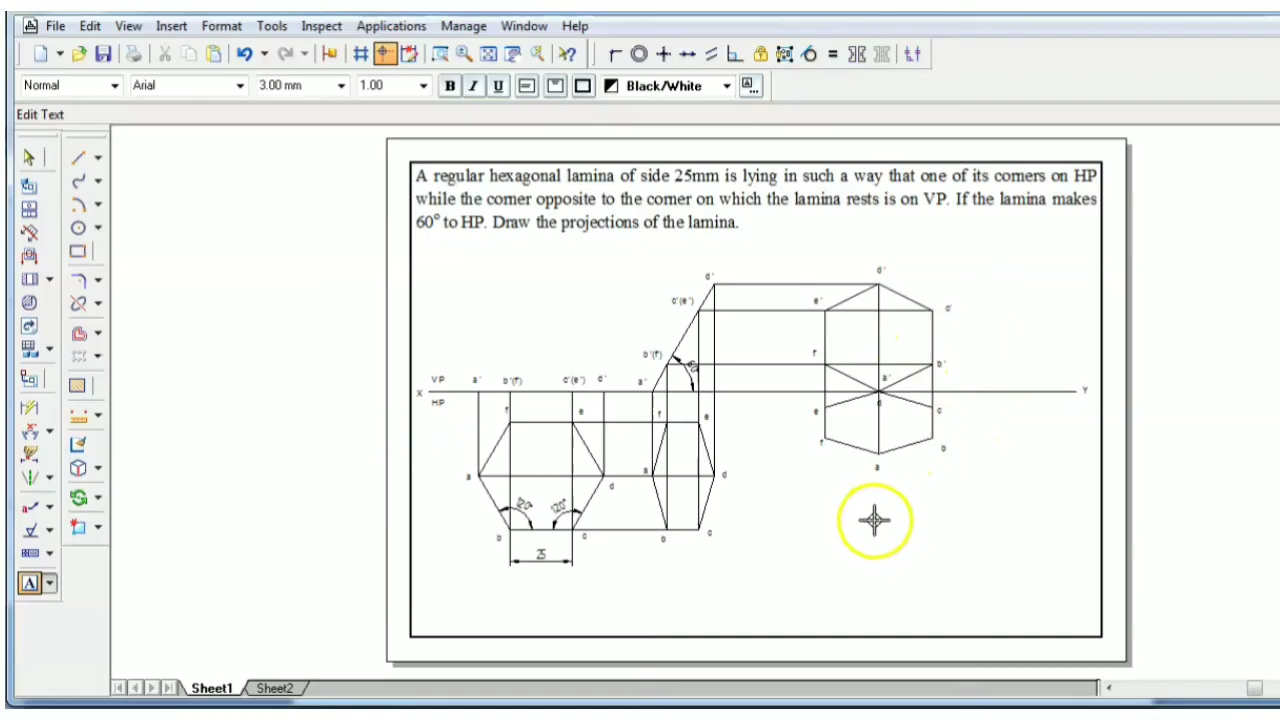 File Edit View Insert Format Tools Inspect Applications Manage Window Help
Normal Arial 3.00 mm 1.00 B I U Black/White A...
Edit Text
A regular hexagonal lamina of side 25mm is lying in such a way that one of its corners on HP
while the corner opposite to the corner on which the lamina rests is on VP. If the lamina makes
60° to HP. Draw the projections of the lamina.
d' d'
c'(e') e' c'
b'(f') f' b'
60°
VP a' b'(f') c'(e') d' a' a'
X Y
HP d
f e f e e c
f b
a d a d a
120° 120°
b c b c
25
A
Sheet1 Sheet2